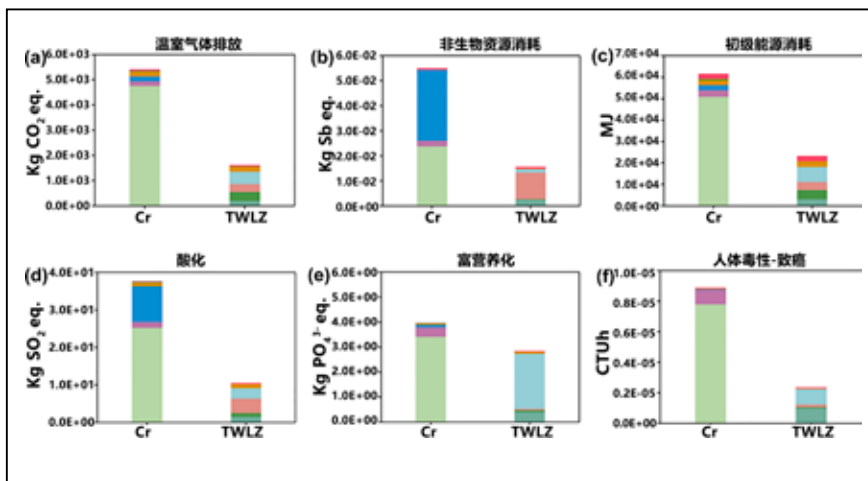 (a)
温室气体排放
Kg CO₂ eq.
6.0E+03
5.0E+03
4.0E+03
3.0E+03
2.0E+03
1.0E+03
0.0E+00
Cr
TWLZ
(b)
非生物资源消耗
Kg Sb eq.
6.0E-02
5.0E-02
4.0E-02
3.0E-02
2.0E-02
1.0E-02
0.0E+00
Cr
TWLZ
(c)
初级能源消耗
MJ
7.0E+04
6.0E+04
5.0E+04
4.0E+04
3.0E+04
2.0E+04
1.0E+04
0.0E+00
Cr
TWLZ
(d)
酸化
Kg SO₂ eq.
4.0E+01
3.0E+01
2.0E+01
1.0E+01
0.0E+00
Cr
TWLZ
(e)
富营养化
Kg PO₄³⁻ eq.
6.0E+00
5.0E+00
4.0E+00
3.0E+00
2.0E+00
1.0E+00
0.0E+00
Cr
TWLZ
(f)
人体毒性-致癌
CTUh
1.0E-05
0.8E-05
0.6E-05
0.4E-05
0.2E-05
0.0E+00
Cr
TWLZ